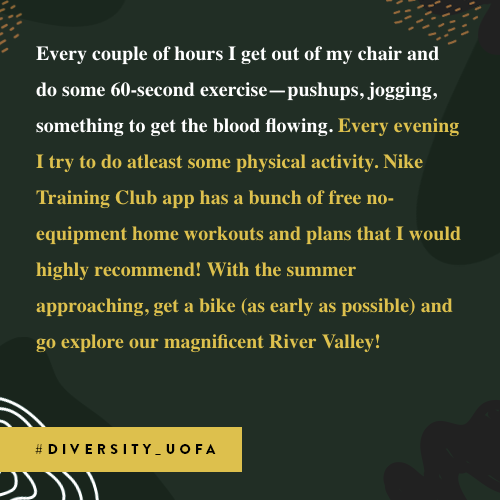 Every couple of hours I get out of my chair and
do some 60-second exercise—pushups, jogging,
something to get the blood flowing. Every evening
I try to do atleast some physical activity. Nike
Training Club app has a bunch of free no-
equipment home workouts and plans that I would
highly recommend! With the summer
approaching, get a bike (as early as possible) and
go explore our magnificent River Valley!
#DIVERSITY_UOFA